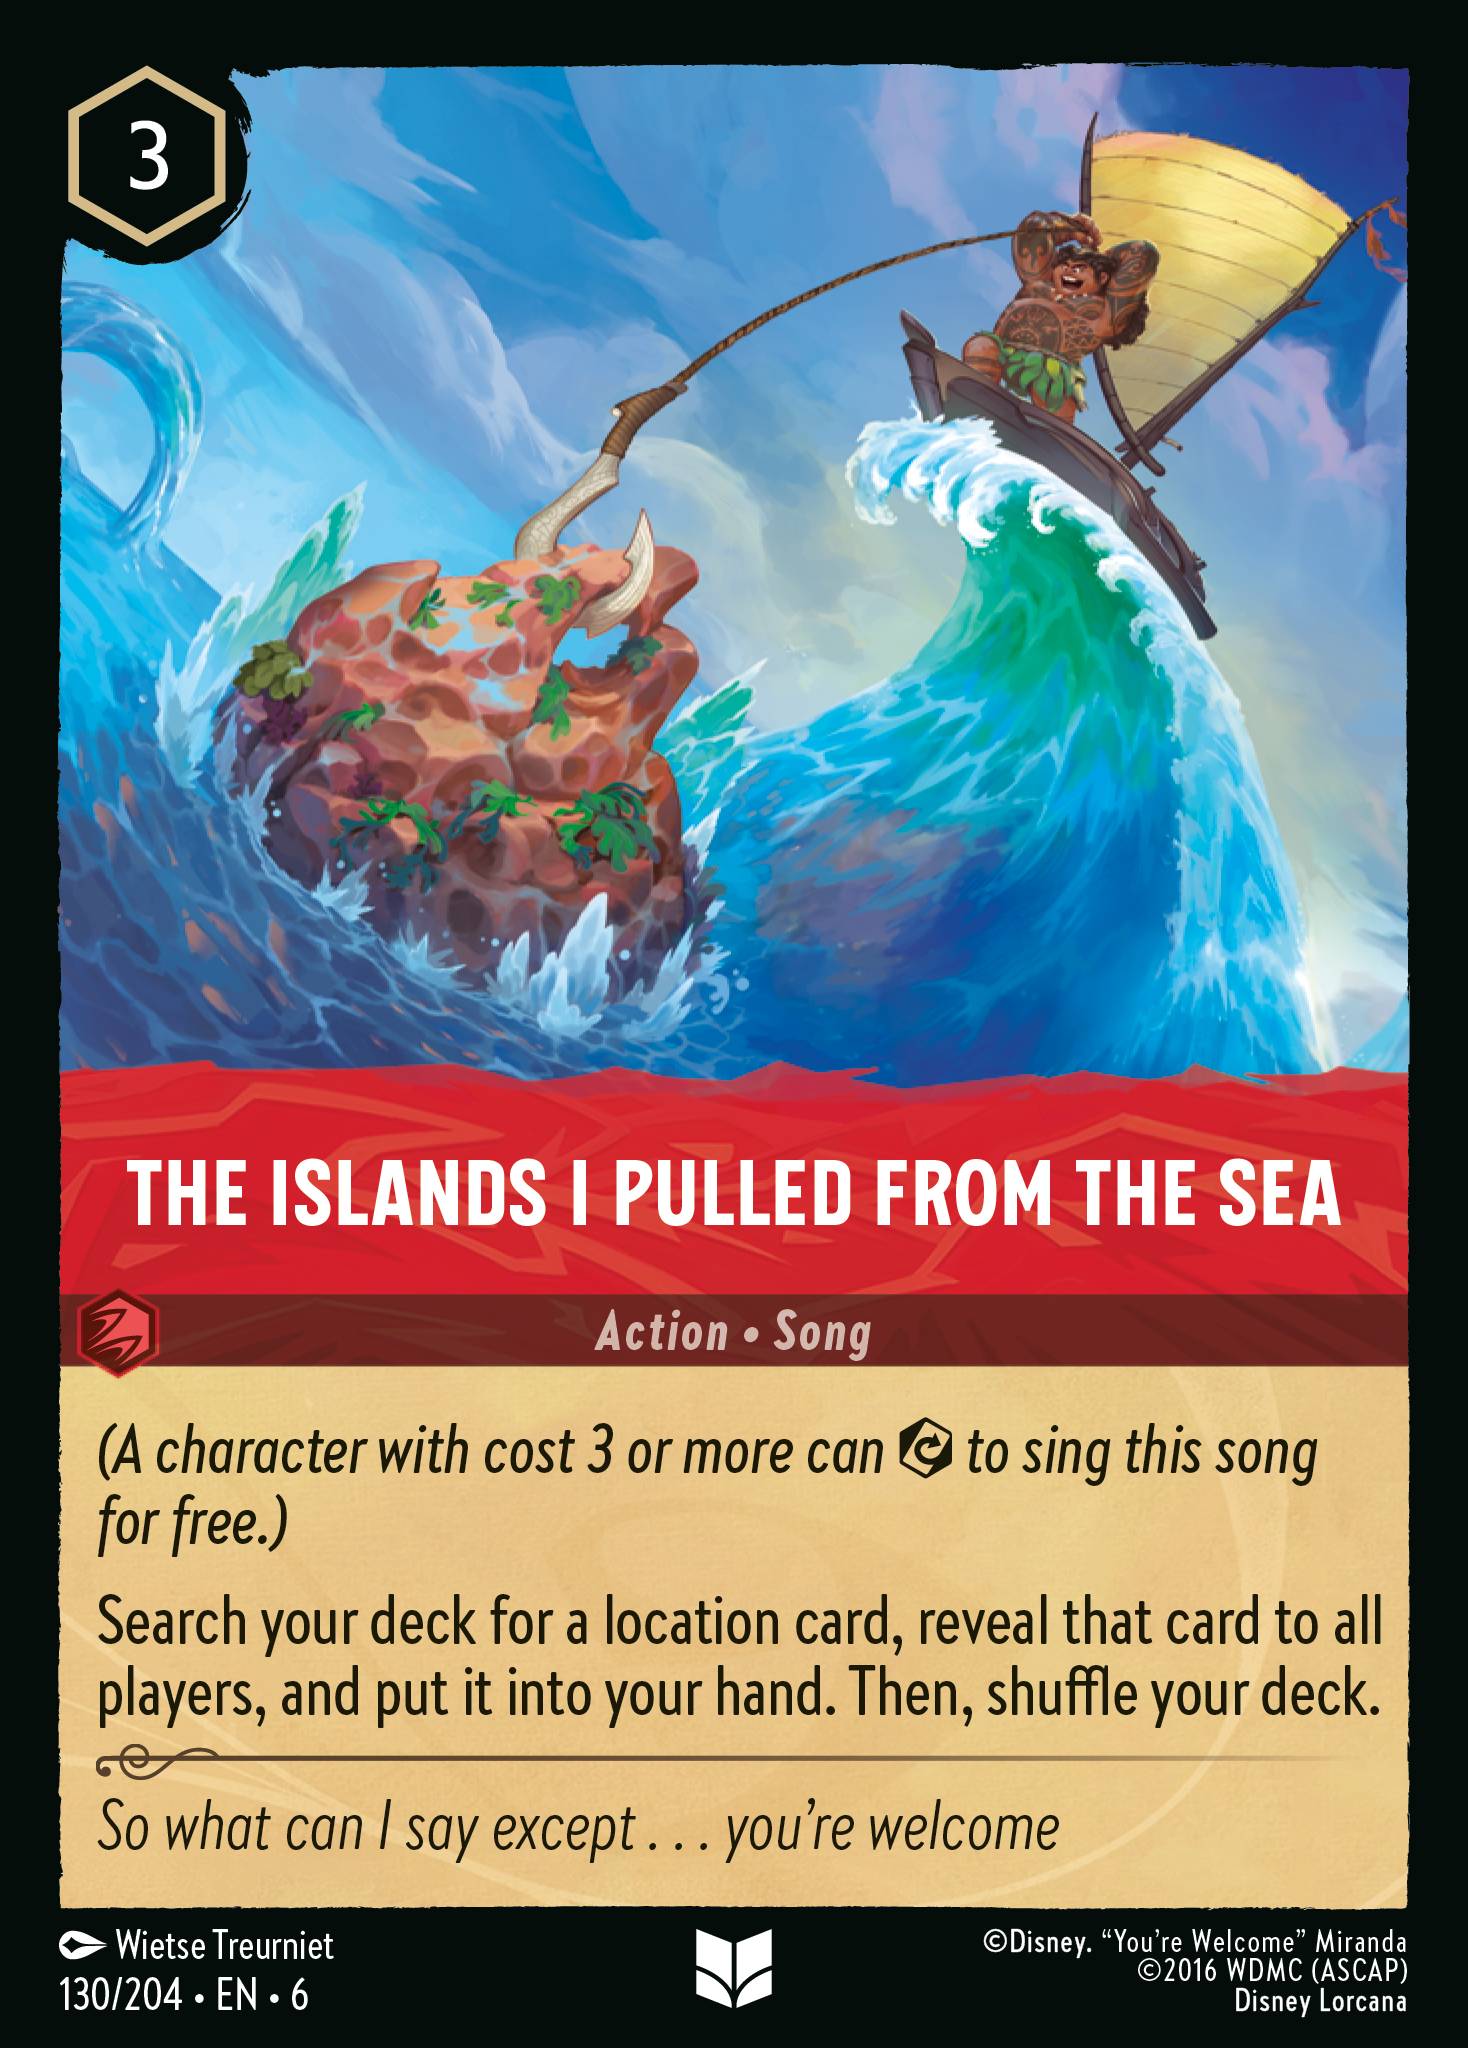 3
THE ISLANDS I PULLED FROM THE SEA
Action • Song
(A character with cost 3 or more can to sing this song
for free.)
Search your deck for a location card, reveal that card to all
players, and put it into your hand. Then, shuffle your deck.
So what can I say except . . . you’re welcome
Wietse Treurniet
130/204 • EN • 6
©Disney. “You’re Welcome” Miranda
©2016 WDMC (ASCAP)
Disney Lorcana